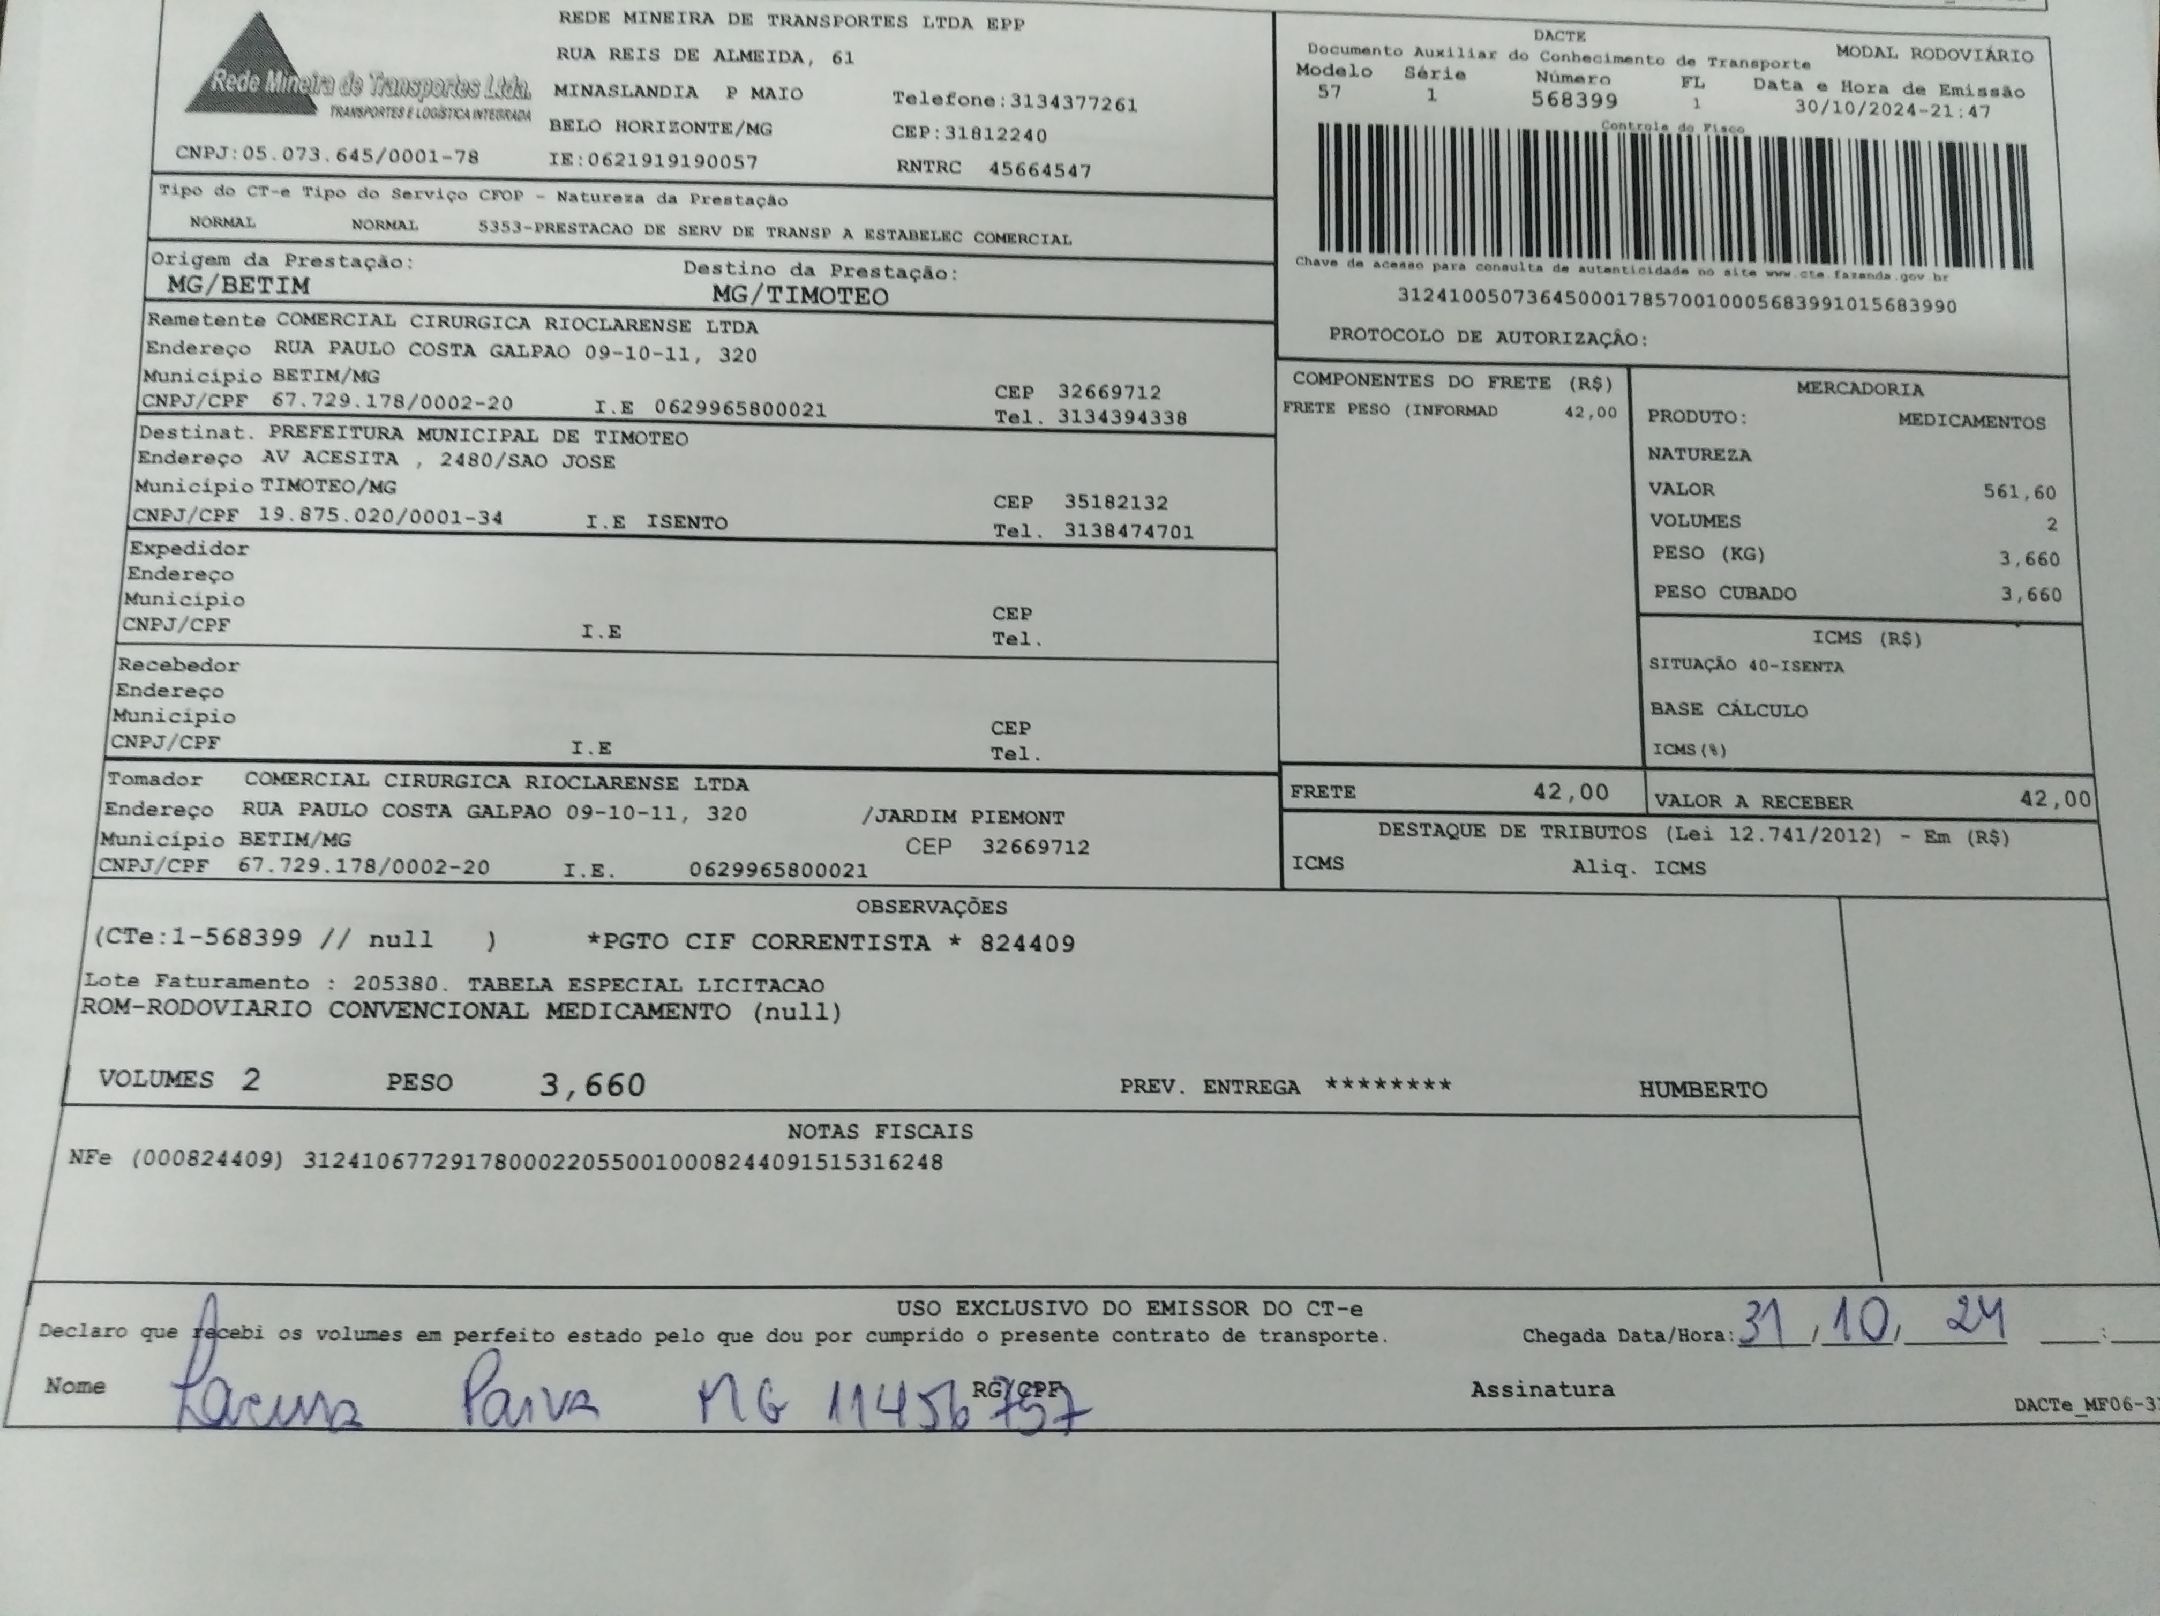 REDE MINEIRA DE TRANSPORTES LTDA EPP
RUA REIS DE ALMEIDA, 61
Rede Mineira de Transportes Ltda.
TRANSPORTES E LOGÍSTICA INTEGRADA
MINASLANDIA P MAIO Telefone:3134377261
BELO HORIZONTE/MG CEP:31812240
CNPJ:05.073.645/0001-78 IE:0621919190057 RNTRC 45664547
DACTE
Documento Auxiliar do Conhecimento de Transporte MODAL RODOVIÁRIO
Modelo Série Número FL Data e Hora de Emissão
57 1 568399 1 30/10/2024-21:47
Controle do Fisco
Chave de acesso para consulta de autenticidade no site www.cte.fazenda.gov.br
31241005073645000178570010005683991015683990
PROTOCOLO DE AUTORIZAÇÃO:
Tipo do CT-e Tipo do Serviço CFOP - Natureza da Prestação
NORMAL NORMAL 5353-PRESTACAO DE SERV DE TRANSP A ESTABELEC COMERCIAL
Origem da Prestação: Destino da Prestação:
MG/BETIM MG/TIMOTEO
Remetente COMERCIAL CIRURGICA RIOCLARENSE LTDA
Endereço RUA PAULO COSTA GALPAO 09-10-11, 320
Município BETIM/MG CEP 32669712
CNPJ/CPF 67.729.178/0002-20 I.E 0629965800021 Tel. 3134394338
Destinat. PREFEITURA MUNICIPAL DE TIMOTEO
Endereço AV ACESITA , 2480/SAO JOSE
Município TIMOTEO/MG CEP 35182132
CNPJ/CPF 19.875.020/0001-34 I.E ISENTO Tel. 3138474701
Expedidor
Endereço
Município CEP
CNPJ/CPF I.E Tel.
Recebedor
Endereço
Município CEP
CNPJ/CPF I.E Tel.
Tomador COMERCIAL CIRURGICA RIOCLARENSE LTDA
Endereço RUA PAULO COSTA GALPAO 09-10-11, 320 /JARDIM PIEMONT
Município BETIM/MG CEP 32669712
CNPJ/CPF 67.729.178/0002-20 I.E. 0629965800021
COMPONENTES DO FRETE (R$)
FRETE PESO (INFORMAD 42,00
MERCADORIA
PRODUTO: MEDICAMENTOS
NATUREZA
VALOR 561,60
VOLUMES 2
PESO (KG) 3,660
PESO CUBADO 3,660
ICMS (R$)
SITUAÇÃO 40-ISENTA
BASE CÁLCULO
ICMS(%)
FRETE 42,00 VALOR A RECEBER 42,00
DESTAQUE DE TRIBUTOS (Lei 12.741/2012) - Em (R$)
ICMS Aliq. ICMS
OBSERVAÇÕES
(CTe:1-568399 // null ) *PGTO CIF CORRENTISTA * 824409
Lote Faturamento : 205380. TABELA ESPECIAL LICITACAO
ROM-RODOVIARIO CONVENCIONAL MEDICAMENTO (null)
VOLUMES 2 PESO 3,660 PREV. ENTREGA ******** HUMBERTO
NOTAS FISCAIS
NFe (000824409) 31241067729178000220550010008244091515316248
USO EXCLUSIVO DO EMISSOR DO CT-e
Declaro que recebi os volumes em perfeito estado pelo que dou por cumprido o presente contrato de transporte. Chegada Data/Hora: 31/10/24 :
Nome Paiva MG 11456757 RG/CPF Assinatura
DACTe_MF06-3